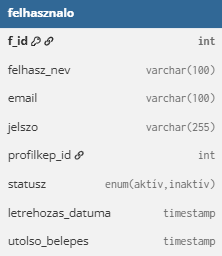 felhasznalo
f_id int
felhasz_nev varchar(100)
email varchar(100)
jelszo varchar(255)
profilkep_id int
statusz enum(aktív,inaktív)
letrehozas_datuma timestamp
utolso_belepes timestamp